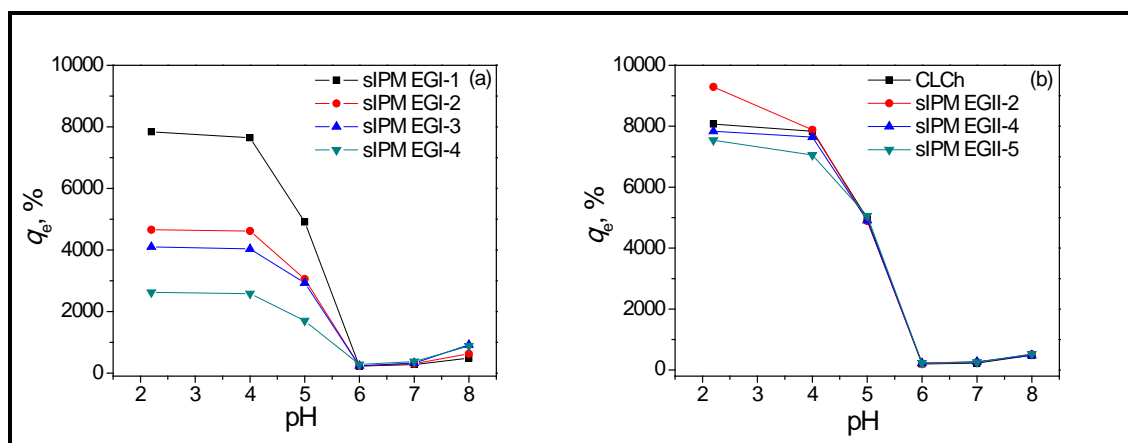 (a)
sIPM EGI-1
sIPM EGI-2
sIPM EGI-3
sIPM EGI-4
10000
8000
6000
4000
2000
0
qe, %
2 3 4 5 6 7 8
pH
(b)
CLCh
sIPM EGII-2
sIPM EGII-4
sIPM EGII-5
10000
8000
6000
4000
2000
0
qe, %
2 3 4 5 6 7 8
pH